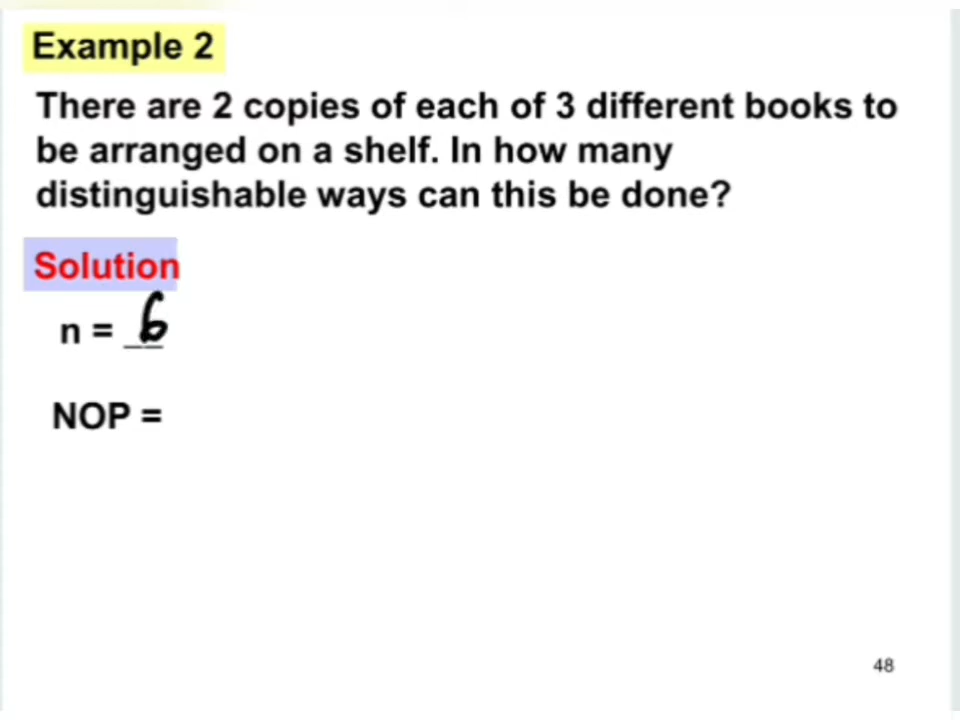 Example 2
There are 2 copies of each of 3 different books to
be arranged on a shelf. In how many
distinguishable ways can this be done?
Solution
n = 6
NOP =
48